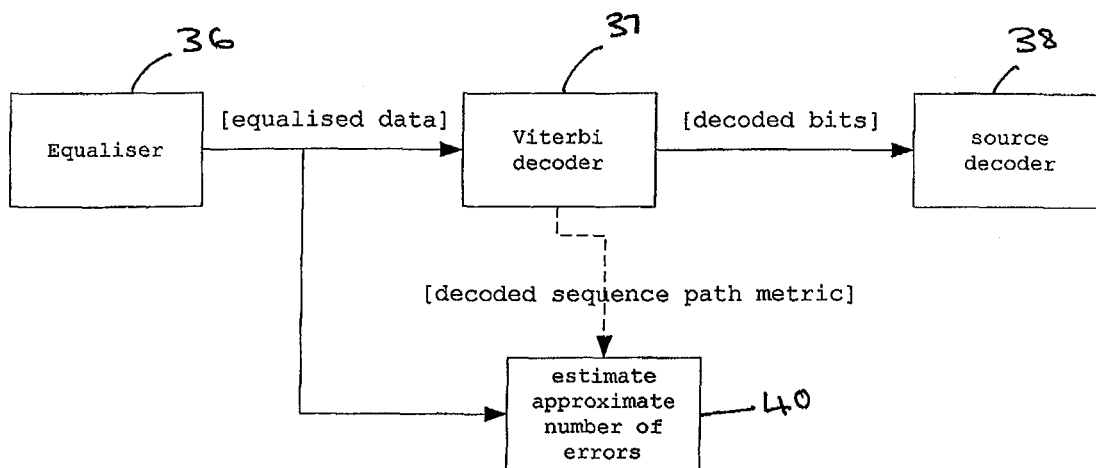 36
37
38
[equalised data]
[decoded bits]
Equaliser
Viterbi
decoder
source
decoder
[decoded sequence path metric]
estimate
approximate
number of
errors
40